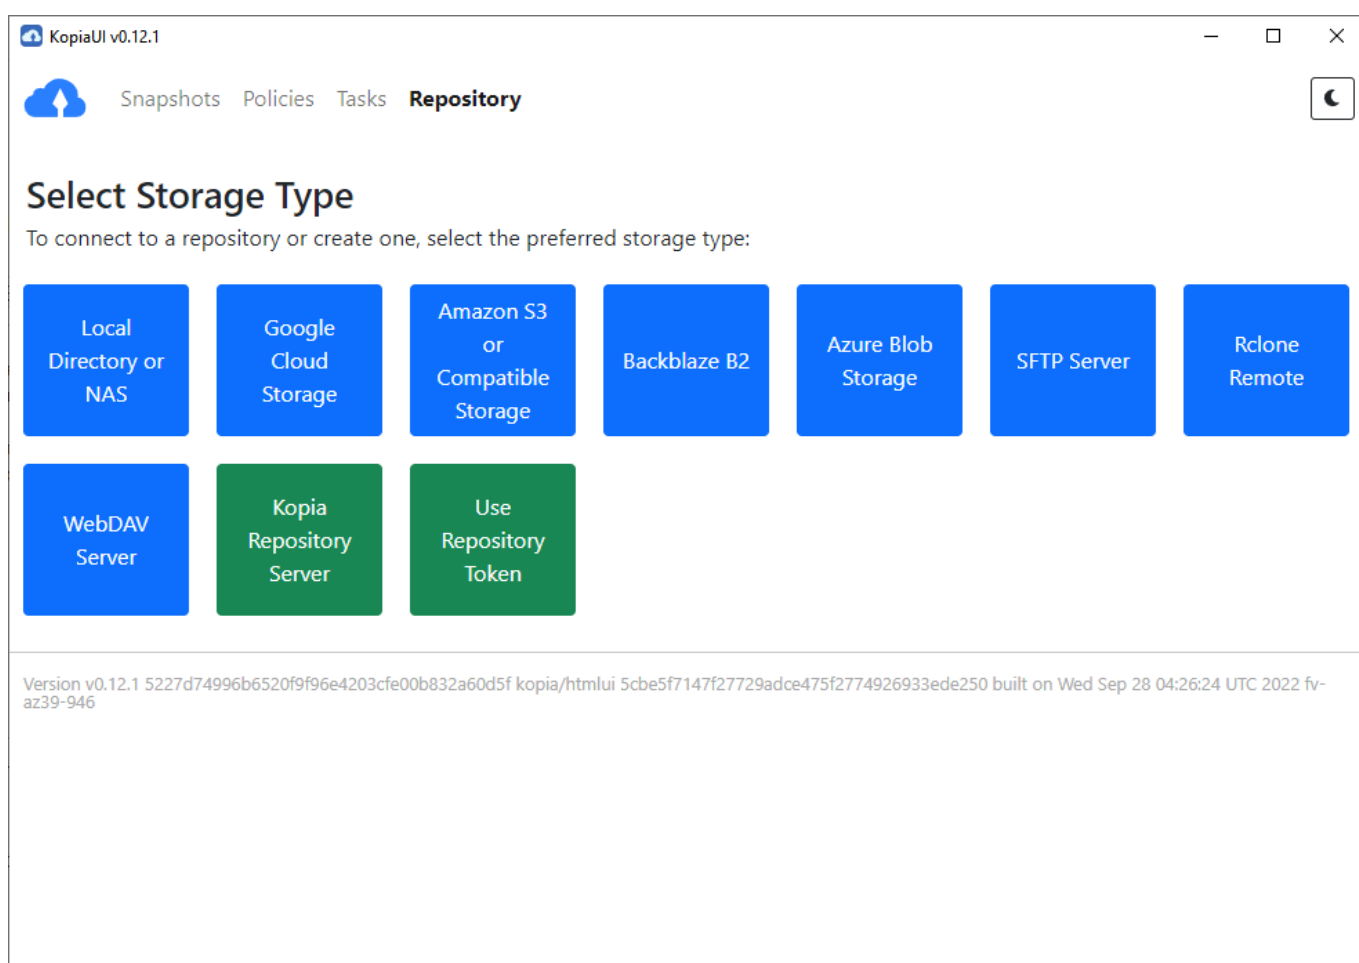 KopiaUI v0.12.1
Snapshots Policies Tasks Repository
Select Storage Type
To connect to a repository or create one, select the preferred storage type:
Local
Directory or
NAS
Google
Cloud
Storage
Amazon S3
or
Compatible
Storage
Backblaze B2
Azure Blob
Storage
SFTP Server
Rclone
Remote
WebDAV
Server
Kopia
Repository
Server
Use
Repository
Token
Version v0.12.1 5227d74996b6520f9f96e4203cfe00b832a60d5f kopia/htmlui 5cbe5f7147f27729adce475f2774926933ede250 built on Wed Sep 28 04:26:24 UTC 2022 fv-
az39-946